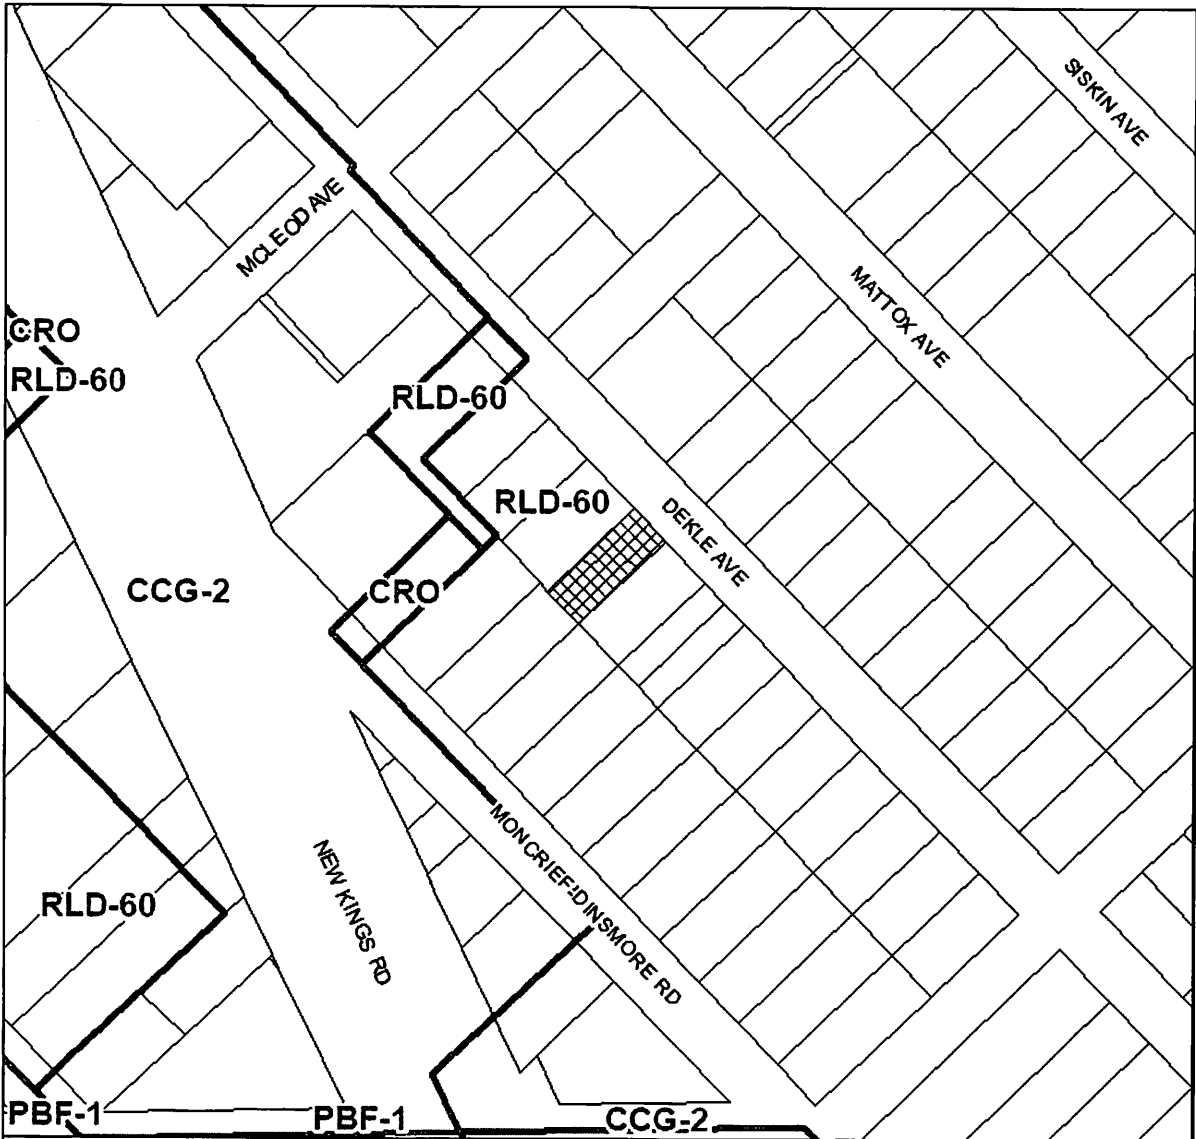 SISKIN AVE
MCLEOD AVE
MATTOX AVE
CRO
RLD-60
RLD-60
RLD-60
DEKLE AVE
CCG-2
CRO
MONCRIEF-DINSMORE RD
NEW KINGS RD
RLD-60
PBF-1
PBF-1
CCG-2